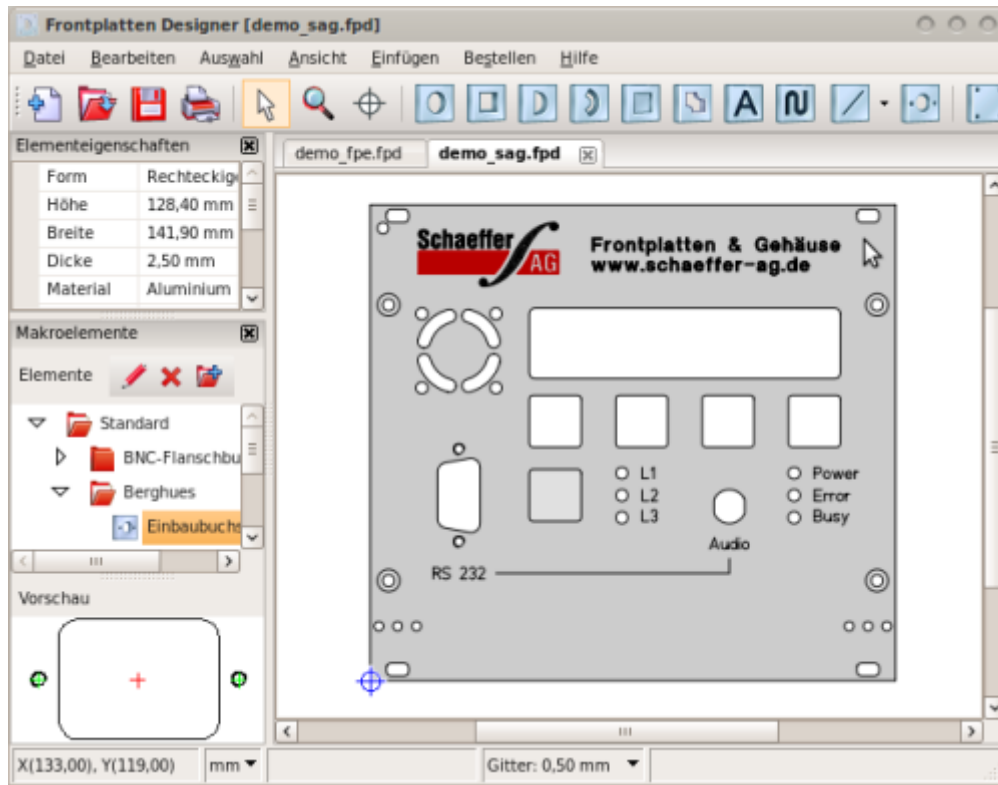 Frontplatten Designer [demo_sag.fpd]
Datei Bearbeiten Auswahl Ansicht Einfügen Bestellen Hilfe
Elementeigenschaften
demo_fpe.fpd demo_sag.fpd
Form Rechteckig
Höhe 128,40 mm
Breite 141,90 mm
Dicke 2,50 mm
Material Aluminium
Makroelemente
Elemente
Standard
BNC-Flanschbu
Berghues
Einbaubuchs
Vorschau
Schaeffer AG
Frontplatten & Gehäuse
www.schaeffer-ag.de
L1
L2
L3
Power
Error
Busy
Audio
RS 232
X(133,00), Y(119,00) mm Gitter: 0,50 mm